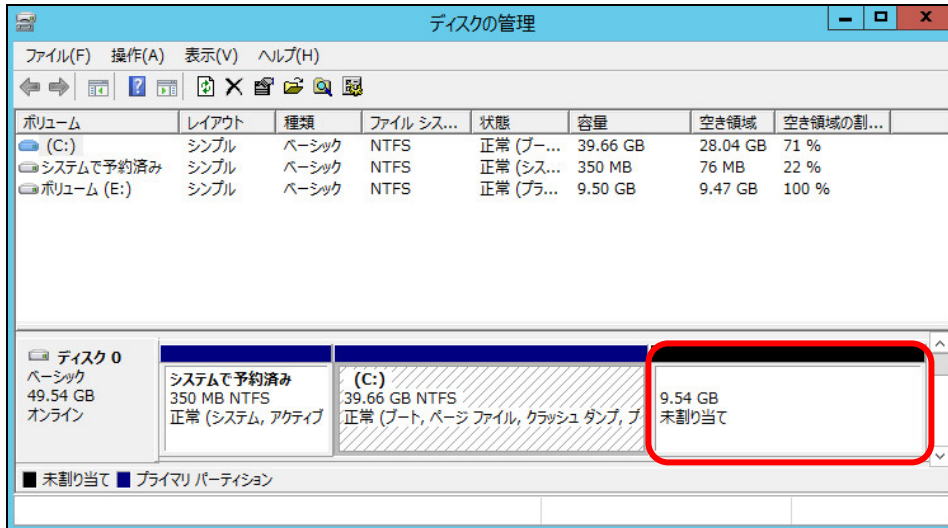 ディスクの管理
ファイル(F) 操作(A) 表示(V) ヘルプ(H)
ボリューム レイアウト 種類 ファイル シス... 状態 容量 空き領域 空き領域の割...
(C:) シンプル ベーシック NTFS 正常 (ブー... 39.66 GB 28.04 GB 71 %
システムで予約済み シンプル ベーシック NTFS 正常 (シス... 350 MB 76 MB 22 %
ボリューム (E:) シンプル ベーシック NTFS 正常 (プラ... 9.50 GB 9.47 GB 100 %
ディスク 0
ベーシック
49.54 GB
オンライン
システムで予約済み
350 MB NTFS
正常 (システム, アクティブ
(C:)
39.66 GB NTFS
正常 (ブート, ページ ファイル, クラッシュ ダンプ, プ
9.54 GB
未割り当て
未割り当て プライマリ パーティション